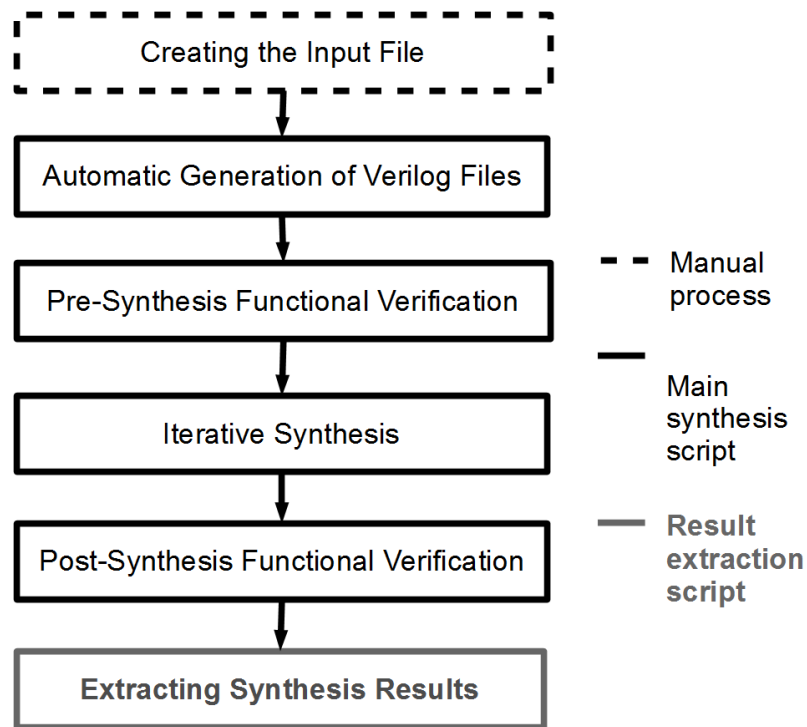 Creating the Input File
Automatic Generation of Verilog Files
Pre-Synthesis Functional Verification
Iterative Synthesis
Post-Synthesis Functional Verification
Extracting Synthesis Results
Manual
process
Main
synthesis
script
Result
extraction
script